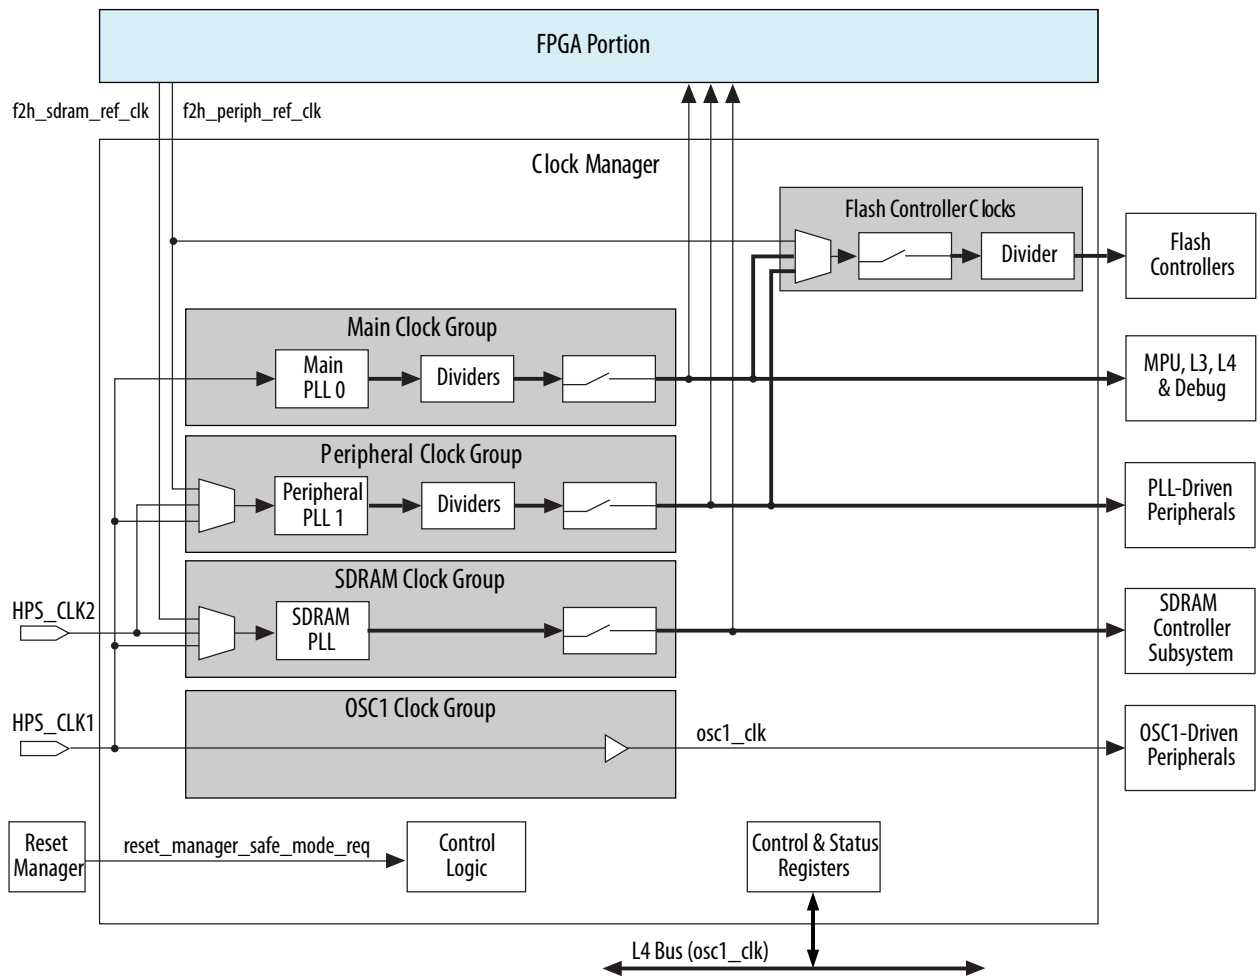 FPGA Portion
f2h_sdram_ref_clk
f2h_periph_ref_clk
Clock Manager
Flash Controller Clocks
Divider
Flash
Controllers
Main Clock Group
Main
PLL 0
Dividers
MPU, L3, L4
& Debug
Peripheral Clock Group
Peripheral
PLL 1
Dividers
PLL-Driven
Peripherals
SDRAM Clock Group
HPS_CLK2
SDRAM
PLL
SDRAM
Controller
Subsystem
OSC1 Clock Group
HPS_CLK1
osc1_clk
OSC1-Driven
Peripherals
Reset
Manager
reset_manager_safe_mode_req
Control
Logic
Control & Status
Registers
L4 Bus (osc1_clk)